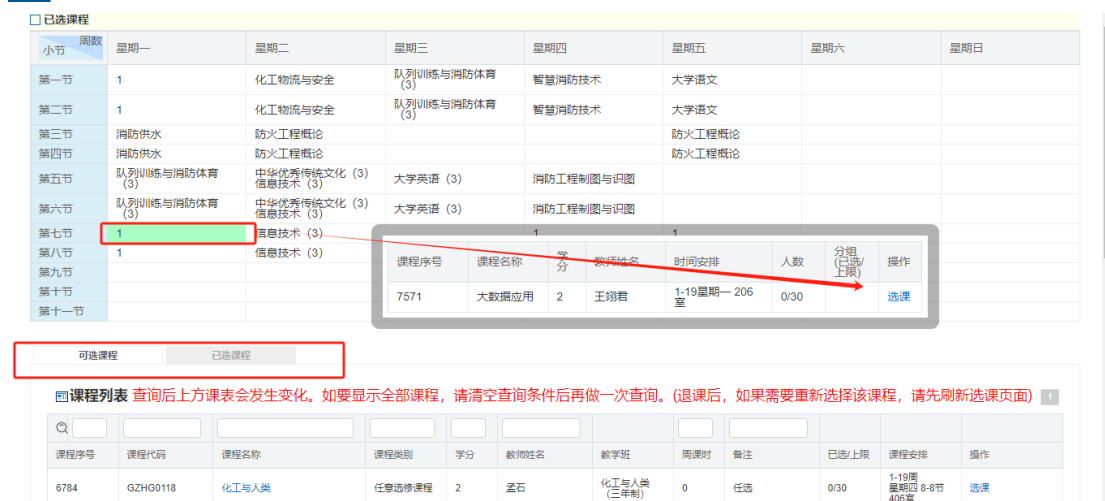 已选课程
周数
小节
星期一 星期二 星期三 星期四 星期五 星期六 星期日
第一节 1 化工物流与安全 队列训练与消防体育（3） 智慧消防技术 大学语文
第二节 1 化工物流与安全 队列训练与消防体育（3） 智慧消防技术 大学语文
第三节 消防供水 防火工程概论 防火工程概论
第四节 消防供水 防火工程概论 防火工程概论
第五节 队列训练与消防体育（3） 中华优秀传统文化（3）信息技术（3） 大学英语（3） 消防工程制图与识图
第六节 队列训练与消防体育（3） 中华优秀传统文化（3）信息技术（3） 大学英语（3） 消防工程制图与识图
第七节 1 信息技术（3） 1 1
第八节 1 信息技术（3）
第九节
第十节
第十一节
课程序号 课程名称 学分 教师姓名 时间安排 人数 分组(已选/上限) 操作
7571 大数据应用 2 王翊君 1-19星期一 206室 0/30 选课
可选课程 已选课程
课程列表 查询后上方课表会发生变化。如要显示全部课程，请清空查询条件后再做一次查询。(退课后，如果需要重新选择该课程，请先刷新选课页面) 1
课程序号 课程代码 课程名称 课程类别 学分 教师姓名 教学班 周课时 备注 已选/上限 课程安排 操作
6784 GZHG0118 化工与人类 任意选修课程 2 孟石 化工与人类（三年制） 0 任选 0/30 1-19周 星期四 8-8节 406室 选课